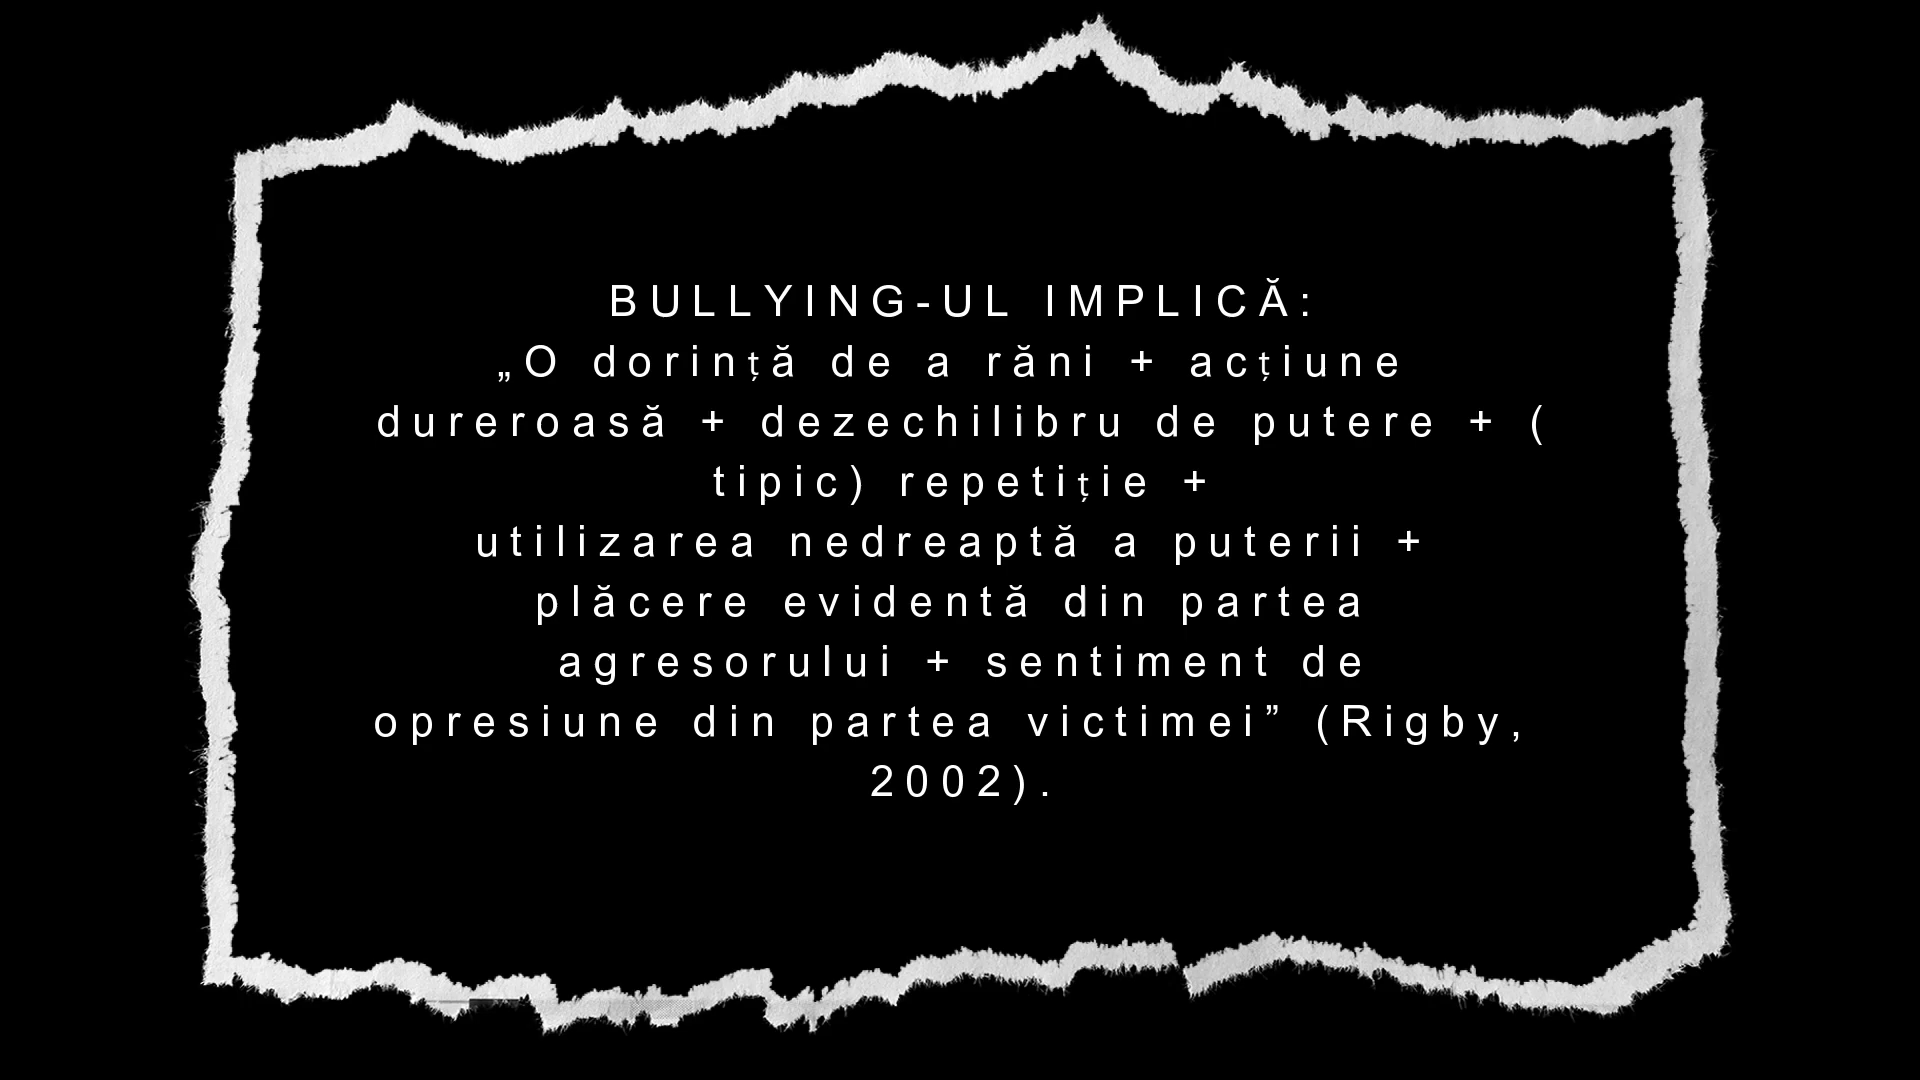 BULLYING-UL IMPLICĂ:
„O dorință de a răni + acțiune
dureroasă + dezechilibru de putere + (
tipic) repetiție +
utilizarea nedreaptă a puterii +
plăcere evidentă din partea
agresorului + sentiment de
opresiune din partea victimei” (Rigby,
2002).